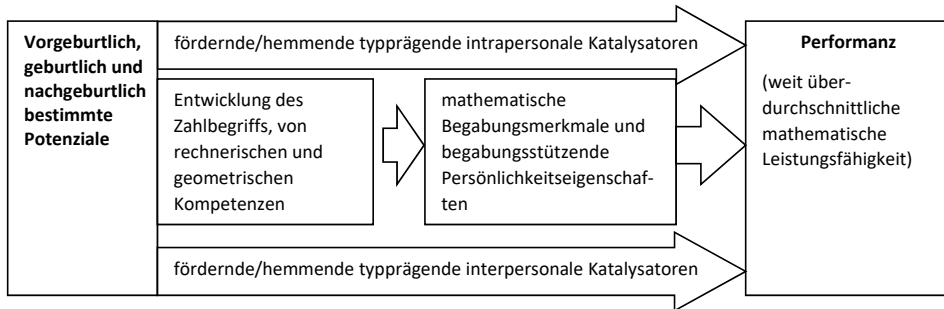 Vorgeburtlich,
geburtlich und
nachgeburtlich
bestimmte
Potenziale
fördernde/hemmende typprägende intrapersonale Katalysatoren
Entwicklung des
Zahlbegriffs, von
rechnerischen und
geometrischen
Kompetenzen
mathematische
Begabungsmerkmale und
begabungsstützende
Persönlichkeitseigenschaf-
ten
fördernde/hemmende typprägende interpersonale Katalysatoren
Performanz
(weit über-
durchschnittliche
mathematische
Leistungsfähigkeit)